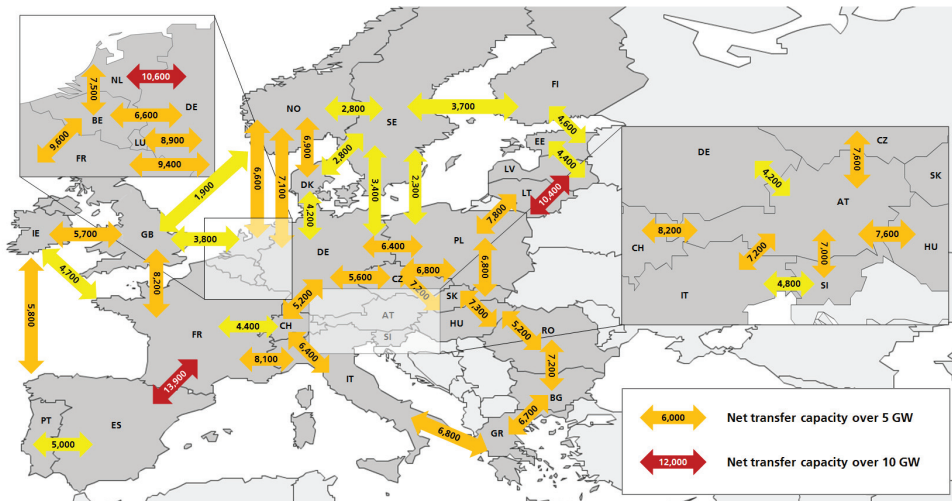 NL
10,600
7,500
BE
6,600
DE
9,600
LU
8,900
FR
9,400
NO
2,800
SE
3,700
FI
4,600
EE
4,400
LV
LT
10,400
7,800
6,900
2,800
3,400
2,300
6,600
7,100
1,900
DK
4,200
IE
5,700
GB
3,800
4,700
8,200
5,800
DE
6.400
PL
5,600
CZ
6,800
7,200
6,800
5,200
SK
7,300
AT
SI
HU
5,200
RO
FR
4.400
CH
8,100
6,400
IT
7,200
BG
13,900
6,700
GR
6,800
PT
ES
5,000
DE
CZ
7,600
4,200
SK
AT
CH
8,200
7,600
HU
7,200
7,000
IT
4,800
SI
6,000
Net transfer capacity over 5 GW
12,000
Net transfer capacity over 10 GW